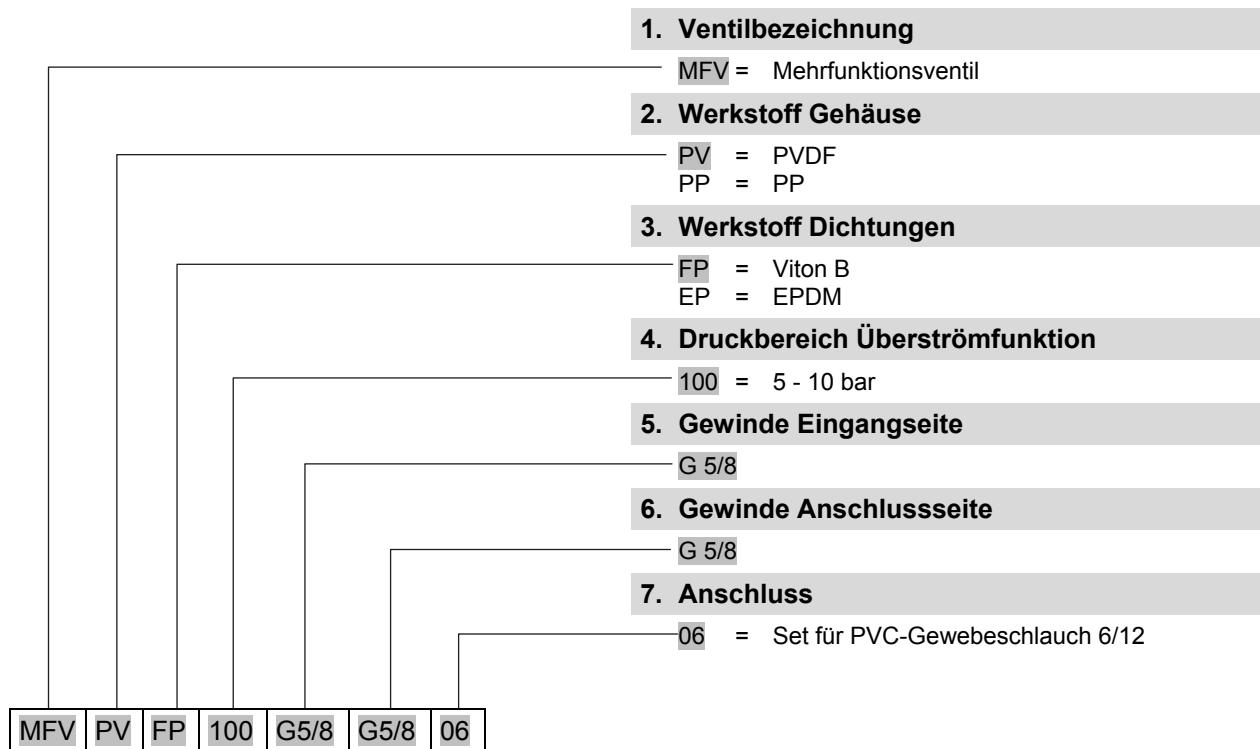 1. Ventilbezeichnung
MFV = Mehrfunktionsventil
2. Werkstoff Gehäuse
PV = PVDF
PP = PP
3. Werkstoff Dichtungen
FP = Viton B
EP = EPDM
4. Druckbereich Überströmfunktion
100 = 5 - 10 bar
5. Gewinde Eingangseite
G 5/8
6. Gewinde Anschlussseite
G 5/8
7. Anschluss
06 = Set für PVC-Gewebeschlauch 6/12
MFV PV FP 100 G5/8 G5/8 06